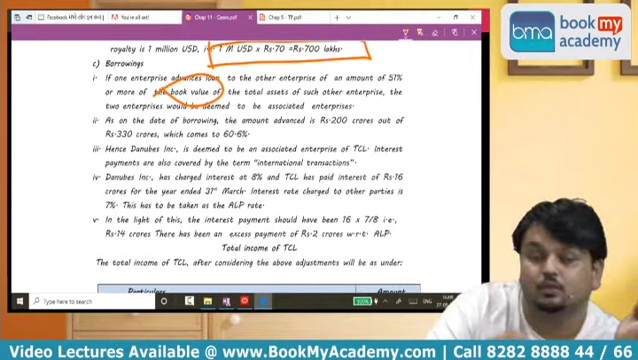 Chap 11 - Cases.pdf
Chap 5 - TP.pdf
You're all set!
book my
academy
bma
royalty is 1 million USD, i.e. 1 M USD x Rs.70 = Rs.700 lakhs.
c) Borrowings
i. If one enterprise advances loan to the other enterprise of an amount of 51%
or more of the book value of the total assets of such other enterprise, the
two enterprises would be deemed to be associated enterprises.
ii. As on the date of borrowing, the amount advanced is Rs.200 crores out of
Rs.330 crores, which comes to 60.6%.
iii. Hence Danubes Inc, is deemed to be an associated enterprise of TCL. Interest
payments are also covered by the term "international transactions".
iv. Danubes Inc, has charged interest at 8% and TCL has paid interest of Rs.16
crores for the year ended 31st March. Interest rate charged to other parties is
7%. This has to be taken as the ALP rate.
v. In the light of this, the interest payment should have been 16 x 7/8 i.e,
Rs.14 crores There has been an excess payment of Rs.2 crores w.r.t. ALP.
Total income of TCL
The total income of TCL, after considering the above adjustments will be as under:
Particulars Amount
Type here to search
100%
Video Lectures Available @ www.BookMyAcademy.com | Call 8282 8888 44 / 66